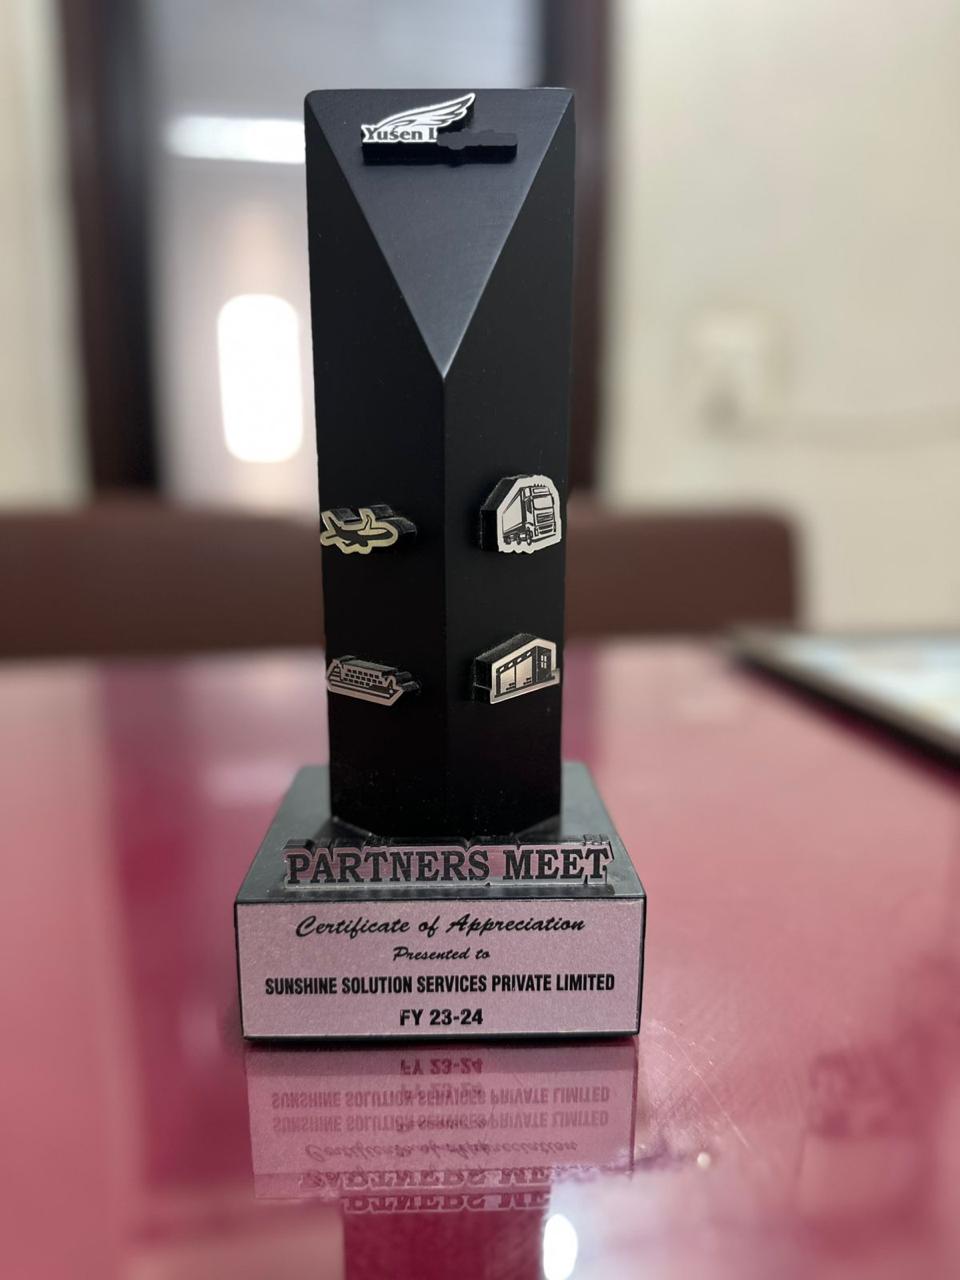 Yusen L
PARTNERS MEET
Certificate of Appreciation
Presented to
SUNSHINE SOLUTION SERVICES PRIVATE LIMITED
FY 23-24